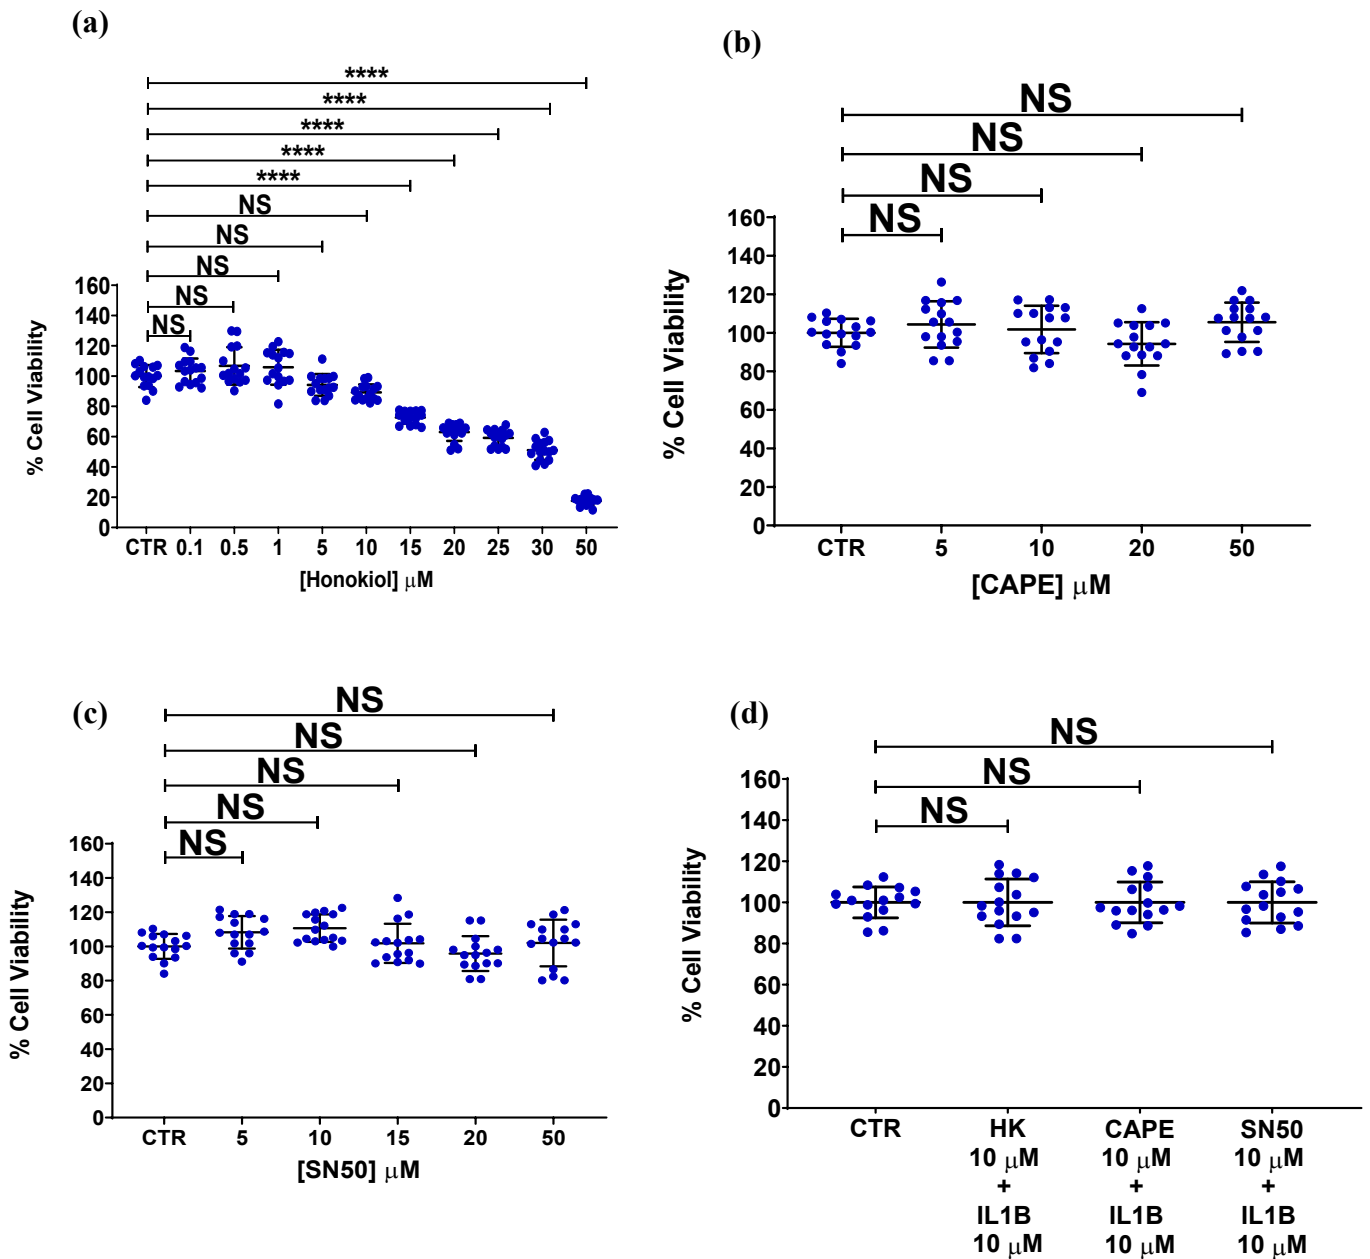 (a)
****
****
****
****
****
NS
NS
NS
NS
NS
160
140
120
100
80
60
40
20
0
% Cell Viability
CTR 0.1 0.5 1 5 10 15 20 25 30 50
[Honokiol] μM
(b)
NS
NS
NS
NS
160
140
120
100
80
60
40
20
0
% Cell Viability
CTR 5 10 20 50
[CAPE] μM
(c)
NS
NS
NS
NS
NS
160
140
120
100
80
60
40
20
0
% Cell Viability
CTR 5 10 15 20 50
[SN50] μM
(d)
NS
NS
NS
160
140
120
100
80
60
40
20
0
% Cell Viability
CTR HK CAPE SN50
10 μM 10 μM 10 μM
+ + +
IL1B IL1B IL1B
10 μM 10 μM 10 μM